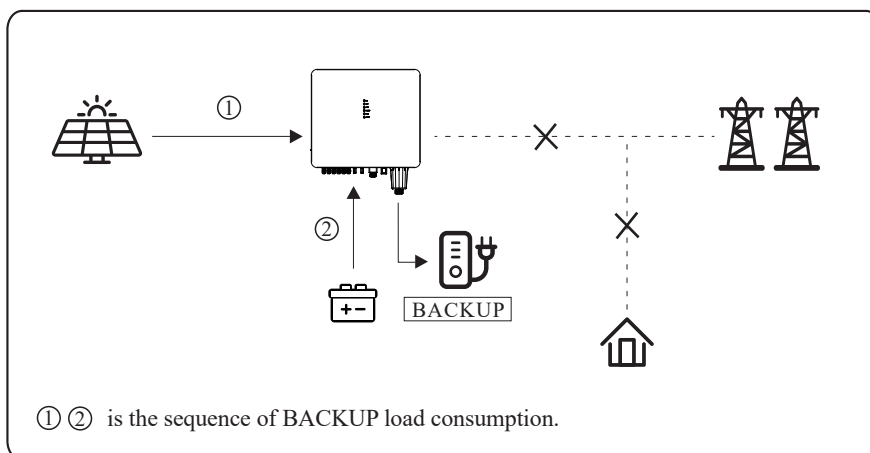 ①
②
BACKUP
① ② is the sequence of BACKUP load consumption.